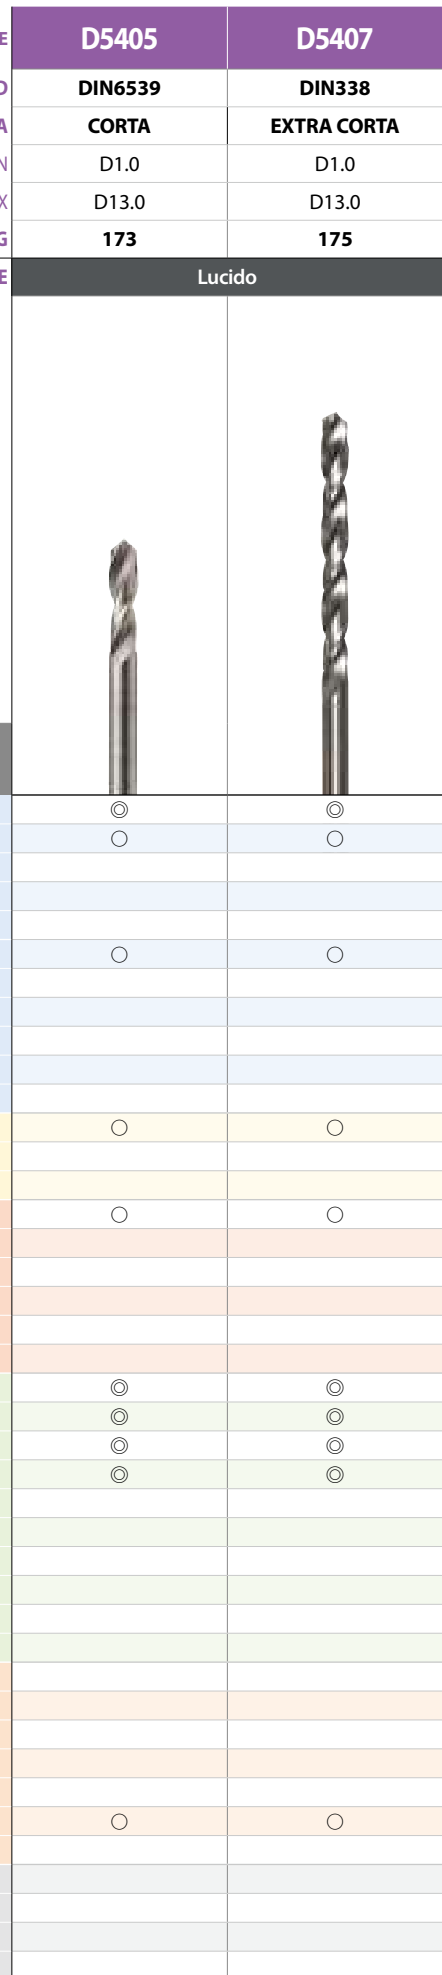 E D5405 D5407
D DIN6539 DIN338
A CORTA EXTRA CORTA
N D1.0 D1.0
X D13.0 D13.0
G 173 175
E Lucido
◎ ◎
○ ○
○ ○
○ ○
○ ○
◎ ◎
◎ ◎
◎ ◎
◎ ◎
○ ○